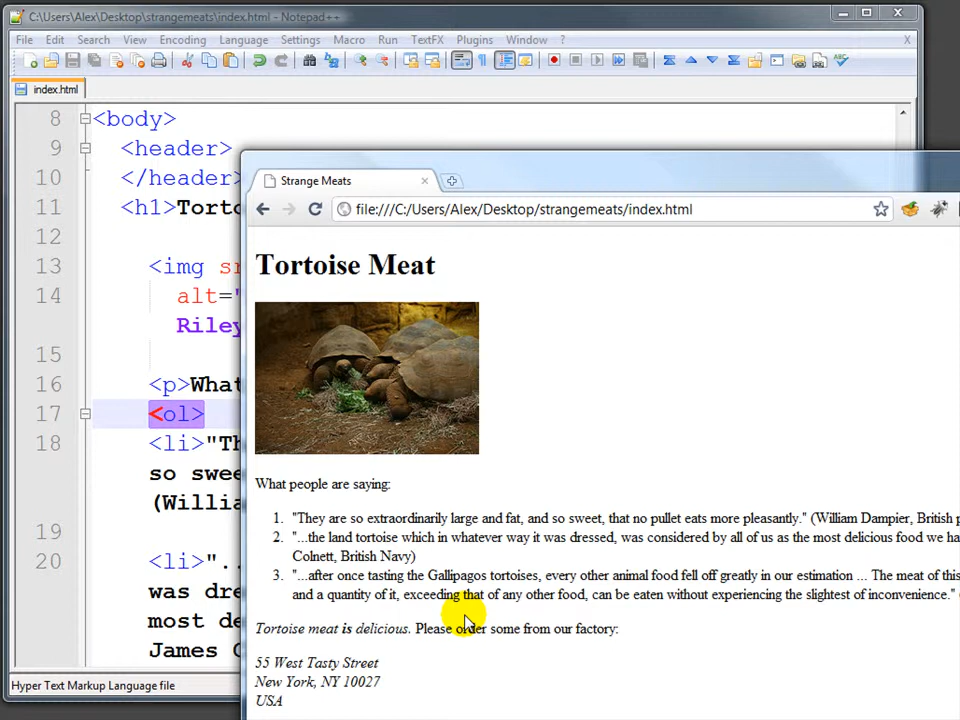 C:\Users\Alex\Desktop\strangemeats\index.html - Notepad++
File Edit Search View Encoding Language Settings Macro Run TextFX Plugins Window ? X
index.html
8 <body>
9 <header>
10 </header>
11 <h1>Torto
12
13 <img sr
14 alt="
Riley
15
16 <p>What
17 <ol>
18 <li>"Th
so swee
(Willia
19
20 <li>"..
was dre
most de
James C
Hyper Text Markup Language file
Strange Meats
file:///C:/Users/Alex/Desktop/strangemeats/index.html
Tortoise Meat
What people are saying:
1. "They are so extraordinarily large and fat, and so sweet, that no pullet eats more pleasantly." (William Dampier, British p
2. "...the land tortoise which in whatever way it was dressed, was considered by all of us as the most delicious food we ha
Colnett, British Navy)
3. "...after once tasting the Gallipagos tortoises, every other animal food fell off greatly in our estimation ... The meat of this
and a quantity of it, exceeding that of any other food, can be eaten without experiencing the slightest of inconvenience." (
Tortoise meat is delicious. Please order some from our factory:
55 West Tasty Street
New York, NY 10027
USA